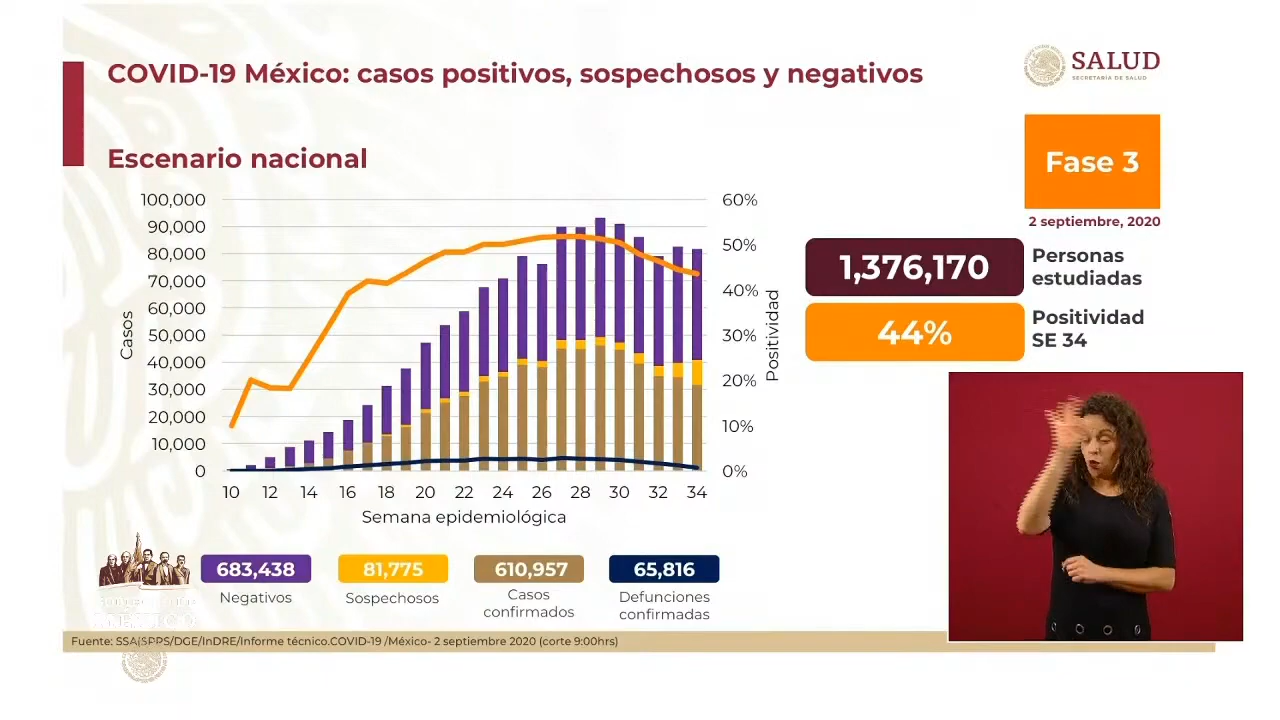 COVID-19 México: casos positivos, sospechosos y negativos
SALUD
SECRETARÍA DE SALUD
Escenario nacional
Fase 3
2 septiembre, 2020
1,376,170
Personas
estudiadas
44%
Positividad
SE 34
Casos
100,000
90,000
80,000
70,000
60,000
50,000
40,000
30,000
20,000
10,000
0
60%
50%
40%
30%
20%
10%
0%
Positividad
10 12 14 16 18 20 22 24 26 28 30 32 34
Semana epidemiológica
683,438
Negativos
81,775
Sospechosos
610,957
Casos
confirmados
65,816
Defunciones
confirmadas
Fuente: SSA(SPPS/DGE/InDRE/Informe técnico.COVID-19 /México- 2 septiembre 2020 (corte 9:00hrs)